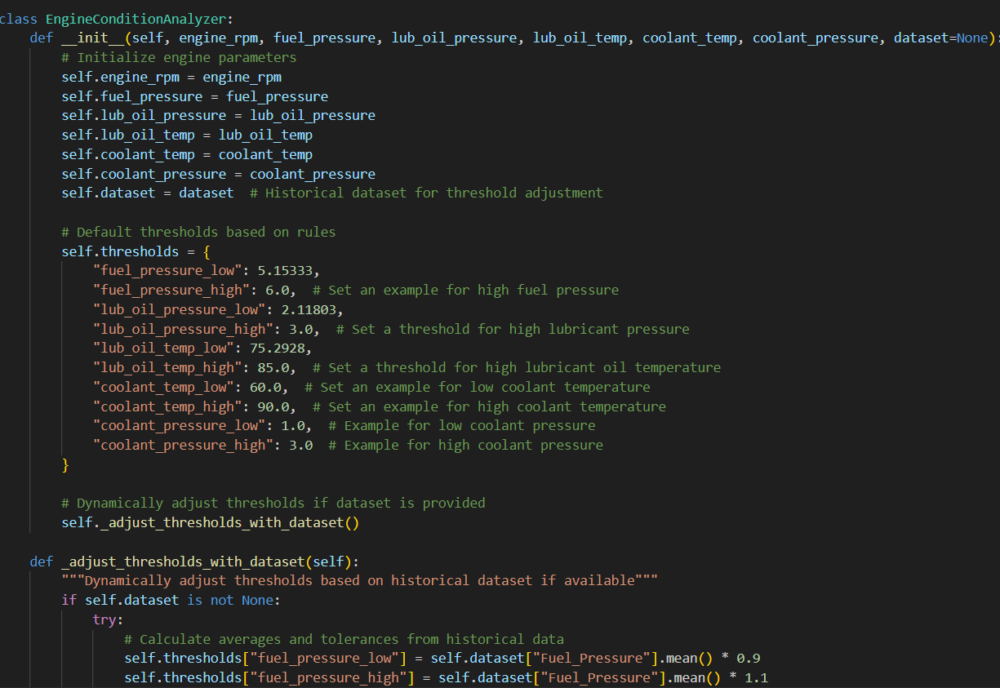 class EngineConditionAnalyzer:
    def __init__(self, engine_rpm, fuel_pressure, lub_oil_pressure, lub_oil_temp, coolant_temp, coolant_pressure, dataset=None):
        # Initialize engine parameters
        self.engine_rpm = engine_rpm
        self.fuel_pressure = fuel_pressure
        self.lub_oil_pressure = lub_oil_pressure
        self.lub_oil_temp = lub_oil_temp
        self.coolant_temp = coolant_temp
        self.coolant_pressure = coolant_pressure
        self.dataset = dataset  # Historical dataset for threshold adjustment

        # Default thresholds based on rules
        self.thresholds = {
            "fuel_pressure_low": 5.15333,
            "fuel_pressure_high": 6.0,  # Set an example for high fuel pressure
            "lub_oil_pressure_low": 2.11803,
            "lub_oil_pressure_high": 3.0,  # Set a threshold for high lubricant pressure
            "lub_oil_temp_low": 75.2928,
            "lub_oil_temp_high": 85.0,  # Set a threshold for high lubricant oil temperature
            "coolant_temp_low": 60.0,  # Set an example for low coolant temperature
            "coolant_temp_high": 90.0,  # Set an example for high coolant temperature
            "coolant_pressure_low": 1.0,  # Example for low coolant pressure
            "coolant_pressure_high": 3.0  # Example for high coolant pressure
        }

        # Dynamically adjust thresholds if dataset is provided
        self._adjust_thresholds_with_dataset()

    def _adjust_thresholds_with_dataset(self):
        """Dynamically adjust thresholds based on historical dataset if available"""
        if self.dataset is not None:
            try:
                # Calculate averages and tolerances from historical data
                self.thresholds["fuel_pressure_low"] = self.dataset["Fuel_Pressure"].mean() * 0.9
                self.thresholds["fuel_pressure_high"] = self.dataset["Fuel_Pressure"].mean() * 1.1